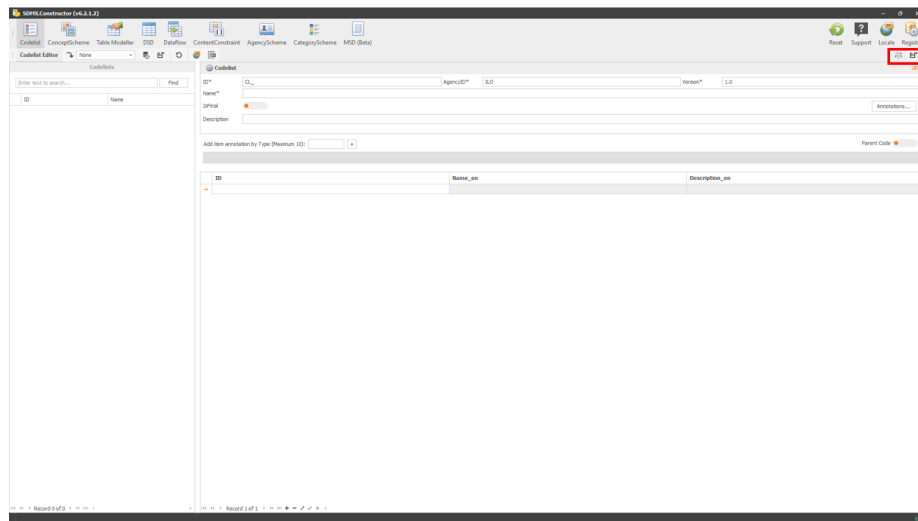 SDMX.Constructor (v6.2.1.2)
Codelist ConceptScheme Table Modeller DSD Dataflow ContentConstraint AgencyScheme CategoryScheme MSD (Beta) Reset Support Locale
Codelist Editor None
Codelists
Codelist
Enter text to search... Find
ID* CL_ AgencyID* ILO Version* 1.0
Name*
ID Name
IsFinal Annotations...
Description
Add item annotation by Type (Maximum 10): + Parent Code
ID Name_en Description_en
Record 0 of 0 Record 1 of 1